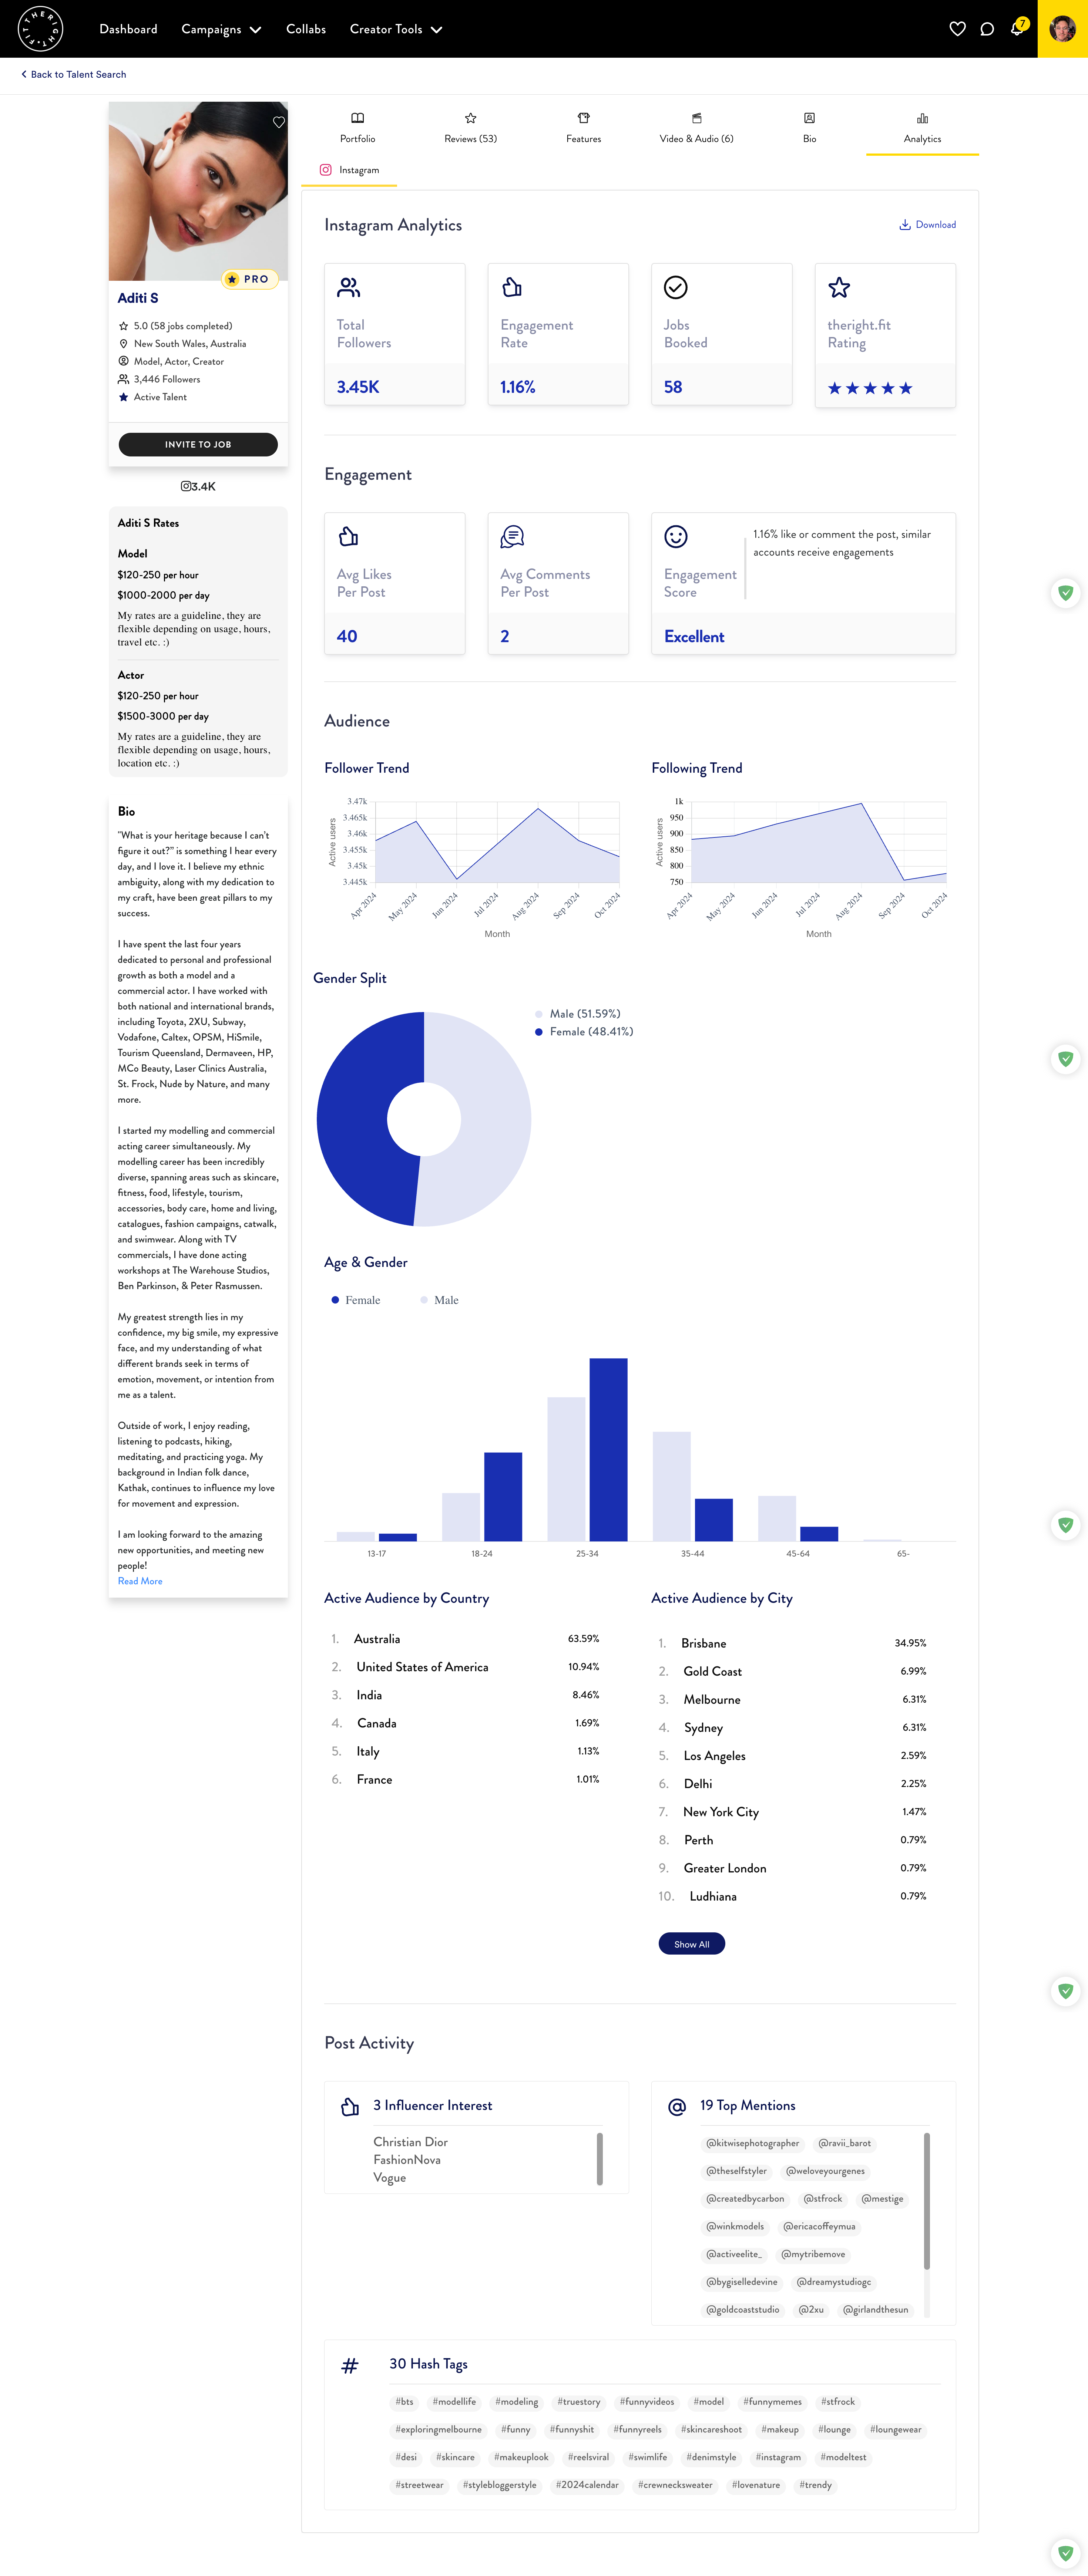 THERIGHT.FIT
Dashboard
Campaigns
Collabs
Creator Tools
7
Back to Talent Search
PRO
Aditi S
5.0 (58 jobs completed)
New South Wales, Australia
Model, Actor, Creator
3,446 Followers
Active Talent
INVITE TO JOB
3.4K
Aditi S Rates
Model
$120-250 per hour
$1000-2000 per day
My rates are a guideline, they are
flexible depending on usage, hours,
travel etc. :)
Actor
$120-250 per hour
$1500-3000 per day
My rates are a guideline, they are
flexible depending on usage, hours,
location etc. :)
Bio
"What is your heritage because I can't
figure it out?" is something I hear every
day, and I love it. I believe my ethnic
ambiguity, along with my dedication to
my craft, have been great pillars to my
success.
I have spent the last four years
dedicated to personal and professional
growth as both a model and a
commercial actor. I have worked with
both national and international brands,
including Toyota, 2XU, Subway,
Vodafone, Caltex, OPSM, HiSmile,
Tourism Queensland, Dermaveen, HP,
MCo Beauty, Laser Clinics Australia,
St. Frock, Nude by Nature, and many
more.
I started my modelling and commercial
acting career simultaneously. My
modelling career has been incredibly
diverse, spanning areas such as skincare,
fitness, food, lifestyle, tourism,
accessories, body care, home and living,
catalogues, fashion campaigns, catwalk,
and swimwear. Along with TV
commercials, I have done acting
workshops at The Warehouse Studios,
Ben Parkinson, & Peter Rasmussen.
My greatest strength lies in my
confidence, my big smile, my expressive
face, and my understanding of what
different brands seek in terms of
emotion, movement, or intention from
me as a talent.
Outside of work, I enjoy reading,
listening to podcasts, hiking,
meditating, and practicing yoga. My
background in Indian folk dance,
Kathak, continues to influence my love
for movement and expression.
I am looking forward to the amazing
new opportunities, and meeting new
people!
Read More
Portfolio
Reviews (53)
Features
Video & Audio (6)
Bio
Analytics
Instagram
Instagram Analytics
Download
Total
Followers
3.45K
Engagement
Rate
1.16%
Jobs
Booked
58
theright.fit
Rating
Engagement
Avg Likes
Per Post
40
Avg Comments
Per Post
2
Engagement
Score
1.16% like or comment the post, similar
accounts receive engagements
Excellent
Audience
Follower Trend
3.47k
3.465k
3.46k
3.455k
3.45k
3.445k
Active users
Apr 2024
May 2024
Jun 2024
Jul 2024
Aug 2024
Sep 2024
Oct 2024
Month
Following Trend
1k
950
900
850
800
750
Active users
Apr 2024
May 2024
Jun 2024
Jul 2024
Aug 2024
Sep 2024
Oct 2024
Month
Gender Split
Male (51.59%)
Female (48.41%)
Age & Gender
Female
Male
13-17
18-24
25-34
35-44
45-64
65-
Active Audience by Country
1. Australia 63.59%
2. United States of America 10.94%
3. India 8.46%
4. Canada 1.69%
5. Italy 1.13%
6. France 1.01%
Active Audience by City
1. Brisbane 34.95%
2. Gold Coast 6.99%
3. Melbourne 6.31%
4. Sydney 6.31%
5. Los Angeles 2.59%
6. Delhi 2.25%
7. New York City 1.47%
8. Perth 0.79%
9. Greater London 0.79%
10. Ludhiana 0.79%
Show All
Post Activity
3 Influencer Interest
Christian Dior
FashionNova
Vogue
19 Top Mentions
@kitwisephotographer @ravii_barot
@theselfstyler @weloveyourgenes
@createdbycarbon @stfrock @mestige
@winkmodels @ericacoffeymua
@activeelite_ @mytribemove
@bygiselledevine @dreamystudiogc
@goldcoaststudio @2xu @girlandthesun
30 Hash Tags
#bts #modellife #modeling #truestory #funnyvideos #model #funnymemes #stfrock
#exploringmelbourne #funny #funnyshit #funnyreels #skincareshoot #makeup #lounge #loungewear
#desi #skincare #makeuplook #reelsviral #swimlife #denimstyle #instagram #modeltest
#streetwear #stylebloggerstyle #2024calendar #crewnecksweater #lovenature #trendy